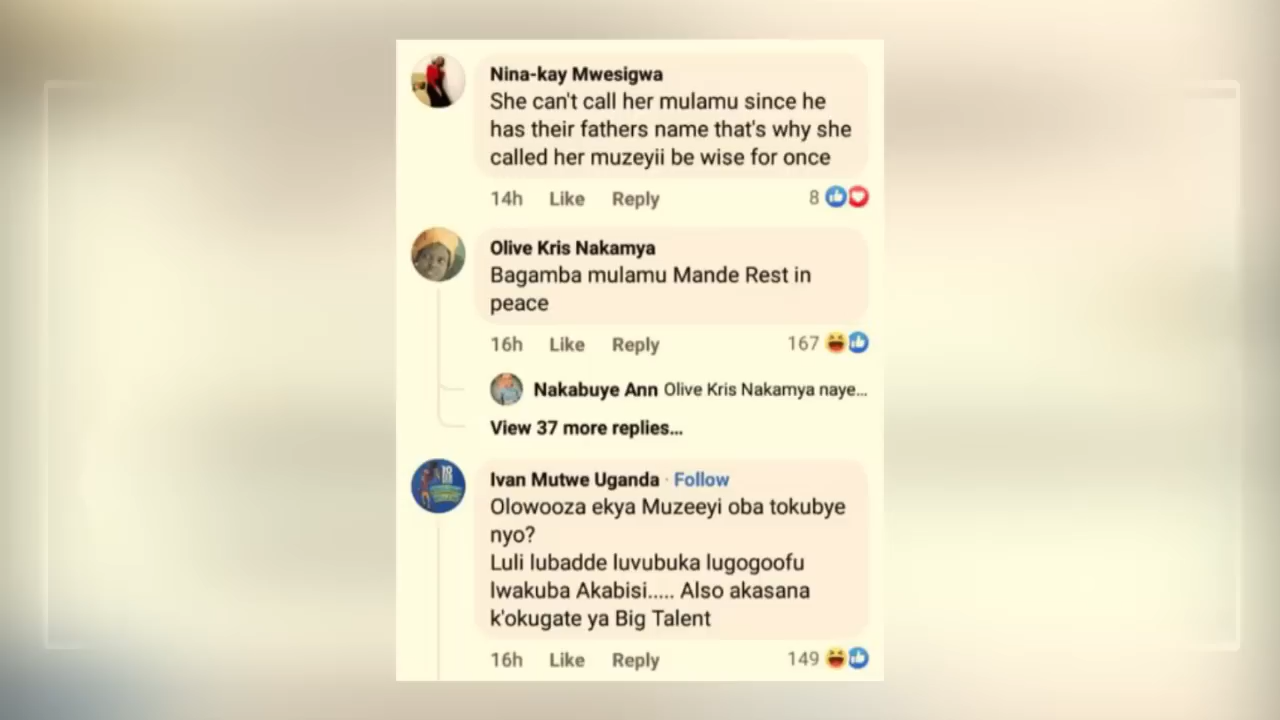 Nina-kay Mwesigwa
She can't call her mulamu since he
has their fathers name that's why she
called her muzeyii be wise for once
14h Like Reply 8
Olive Kris Nakamya
Bagamba mulamu Mande Rest in
peace
16h Like Reply 167
Nakabuye Ann Olive Kris Nakamya naye...
View 37 more replies...
Ivan Mutwe Uganda · Follow
Olowooza ekya Muzeeyi oba tokubye
nyo?
Luli lubadde luvubuka lugogoofu
lwakuba Akabisi..... Also akasana
k'okugate ya Big Talent
16h Like Reply 149